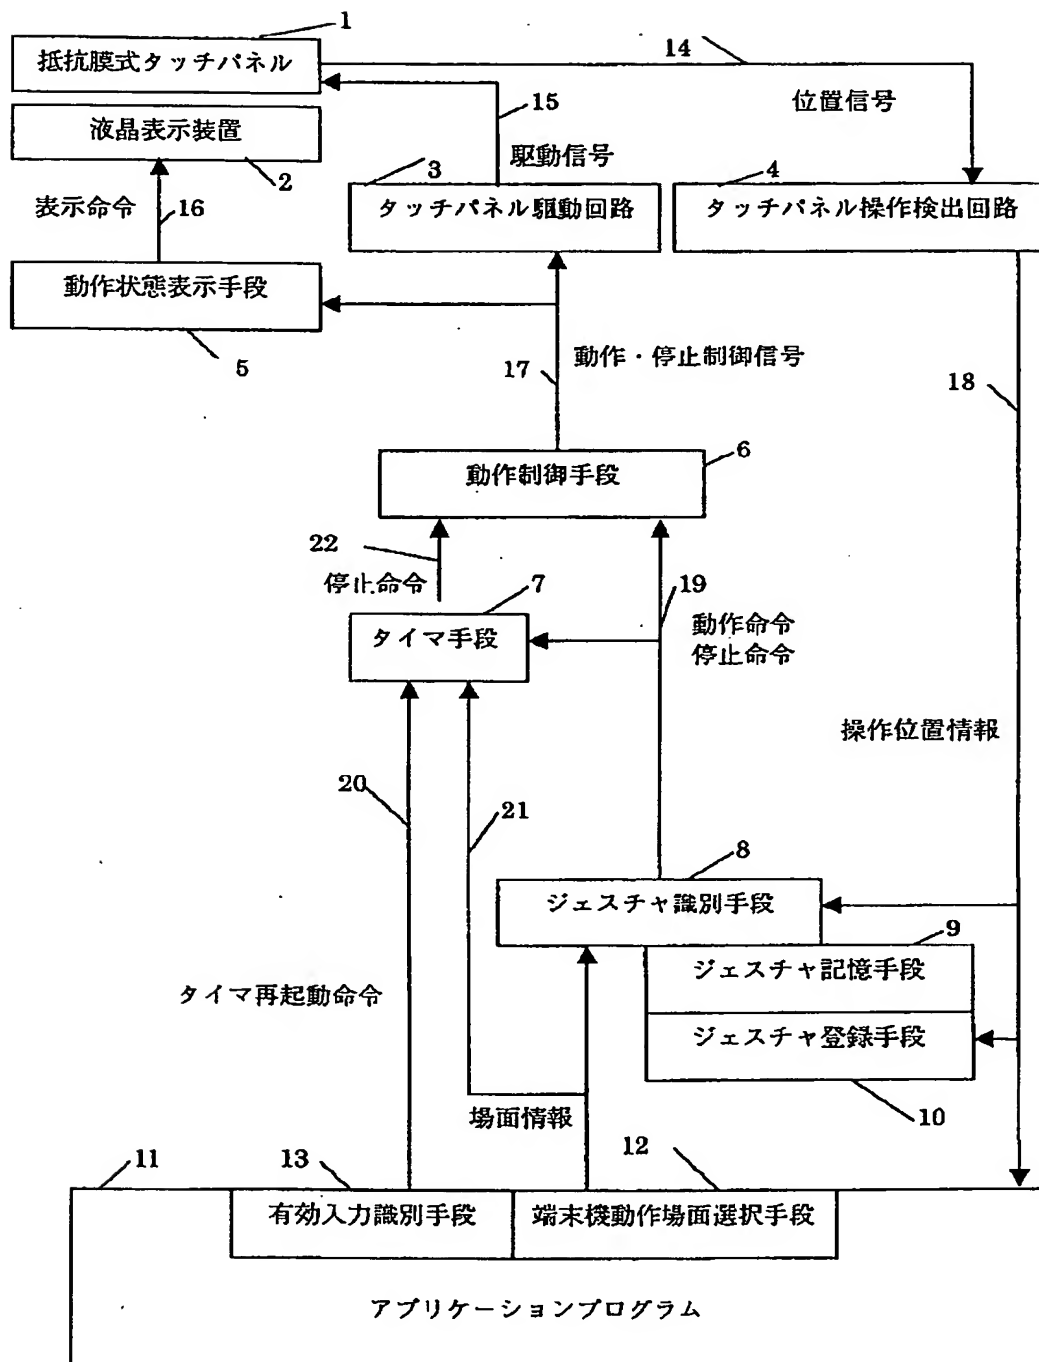 1
抵抗膜式タッチパネル
14
位置信号
液晶表示装置
2
15
駆動信号
表示命令
16
3
タッチパネル駆動回路
4
タッチパネル操作検出回路
動作状態表示手段
5
17
動作・停止制御信号
18
6
動作制御手段
22
停止命令
7
タイマ手段
19
動作命令
停止命令
操作位置情報
20
21
8
ジェスチャ識別手段
9
ジェスチャ記憶手段
タイマ再起動命令
ジェスチャ登録手段
10
場面情報
11
13
12
有効入力識別手段
端末機動作場面選択手段
アプリケーションプログラム